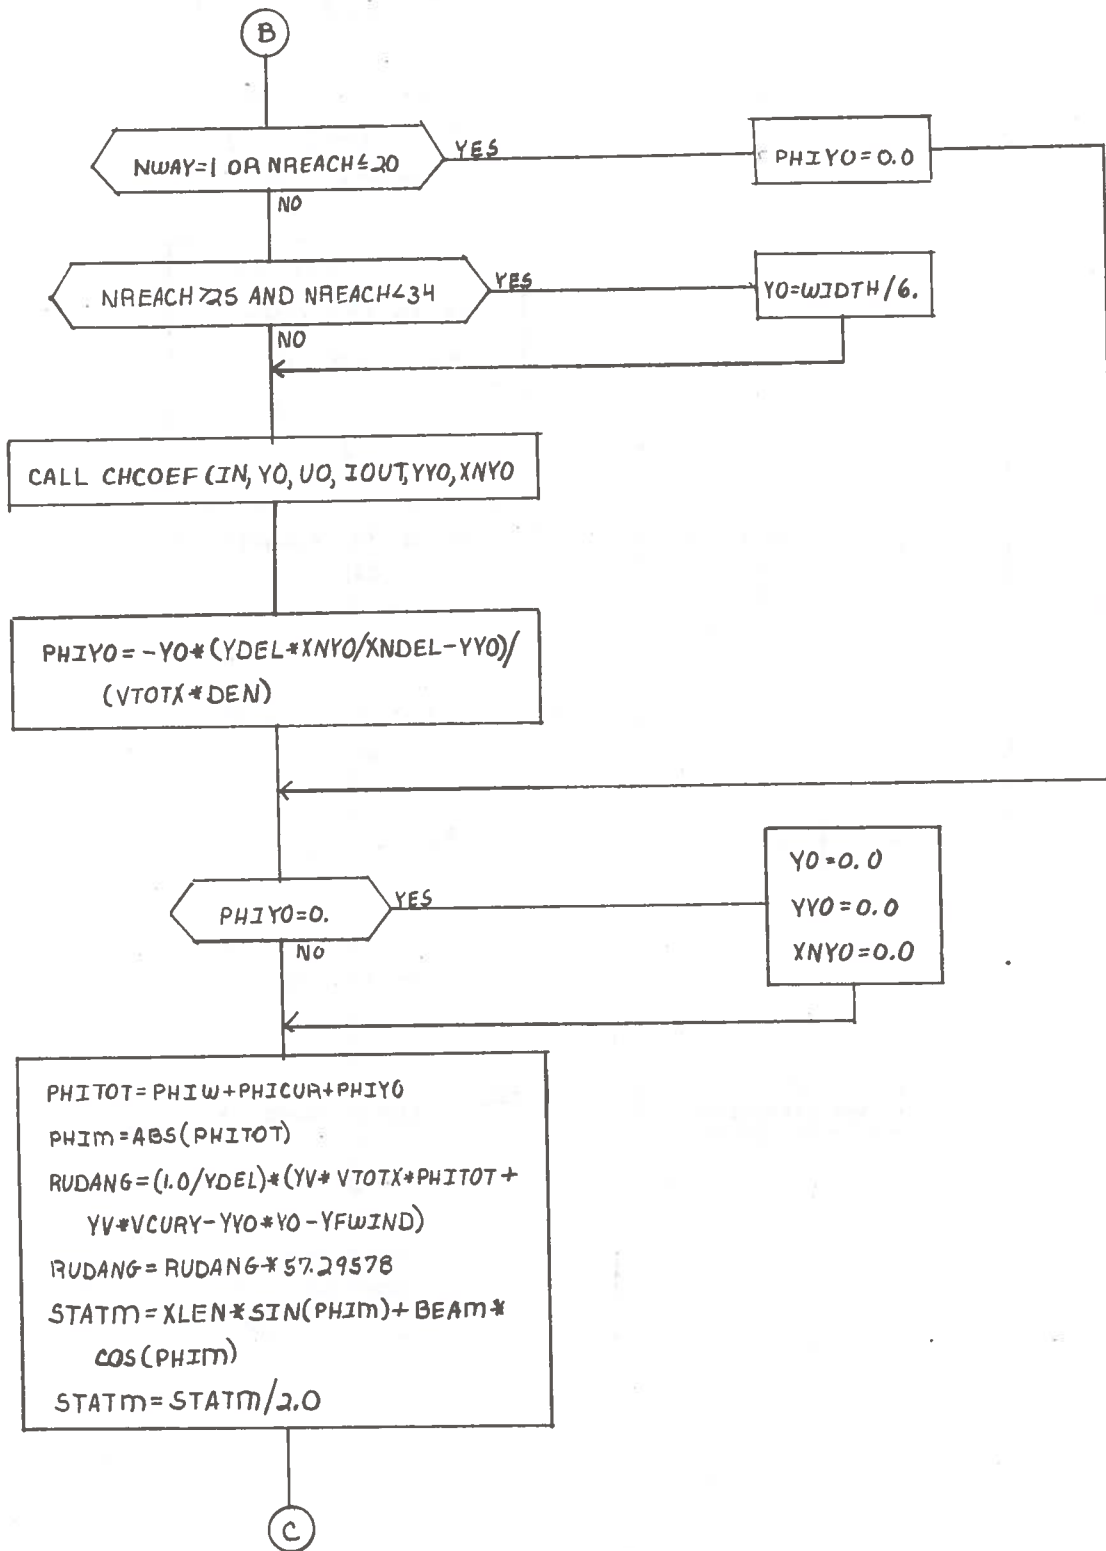 B
NWAY=1 OR NREACH≤20
YES
PHIYO=0.0
NO
NREACH>25 AND NREACH<34
YES
YO=WIDTH/6.
NO
CALL CHCOEF(IN, YO, UO, IOUT, YYO, XNYO
PHIYO=-YO*(YDEL*XNYO/XNDEL-YYO)/
(VTOTX*DEN)
PHIYO=0.
YES
YO=0.0
YYO=0.0
XNYO=0.0
NO
PHITOT=PHIW+PHICUR+PHIYO
PHIM=ABS(PHITOT)
RUDANG=(1.0/YDEL)*(YV*VTOTX*PHITOT+
YV*VCURY-YYO*YO-YFWIND)
RUDANG=RUDANG*57.29578
STATM=XLEN*SIN(PHIM)+BEAM*
COS(PHIM)
STATM=STATM/2.0
C